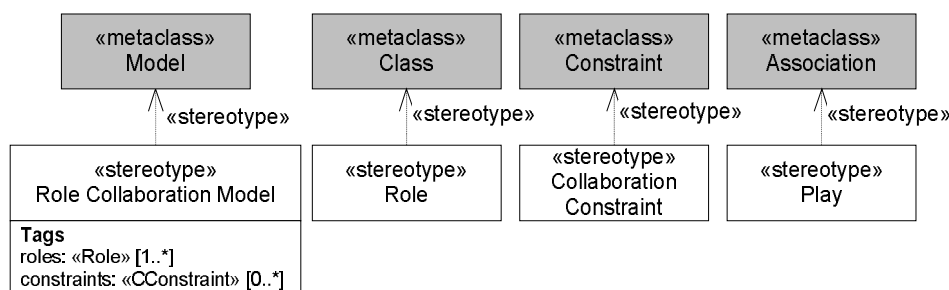 «metaclass»
Model
«metaclass»
Class
«metaclass»
Constraint
«metaclass»
Association
«stereotype»
«stereotype»
«stereotype»
«stereotype»
«stereotype»
Role Collaboration Model
Tags
roles: «Role» [1..*]
constraints: «CConstraint» [0..*]
«stereotype»
Role
«stereotype»
Collaboration
Constraint
«stereotype»
Play